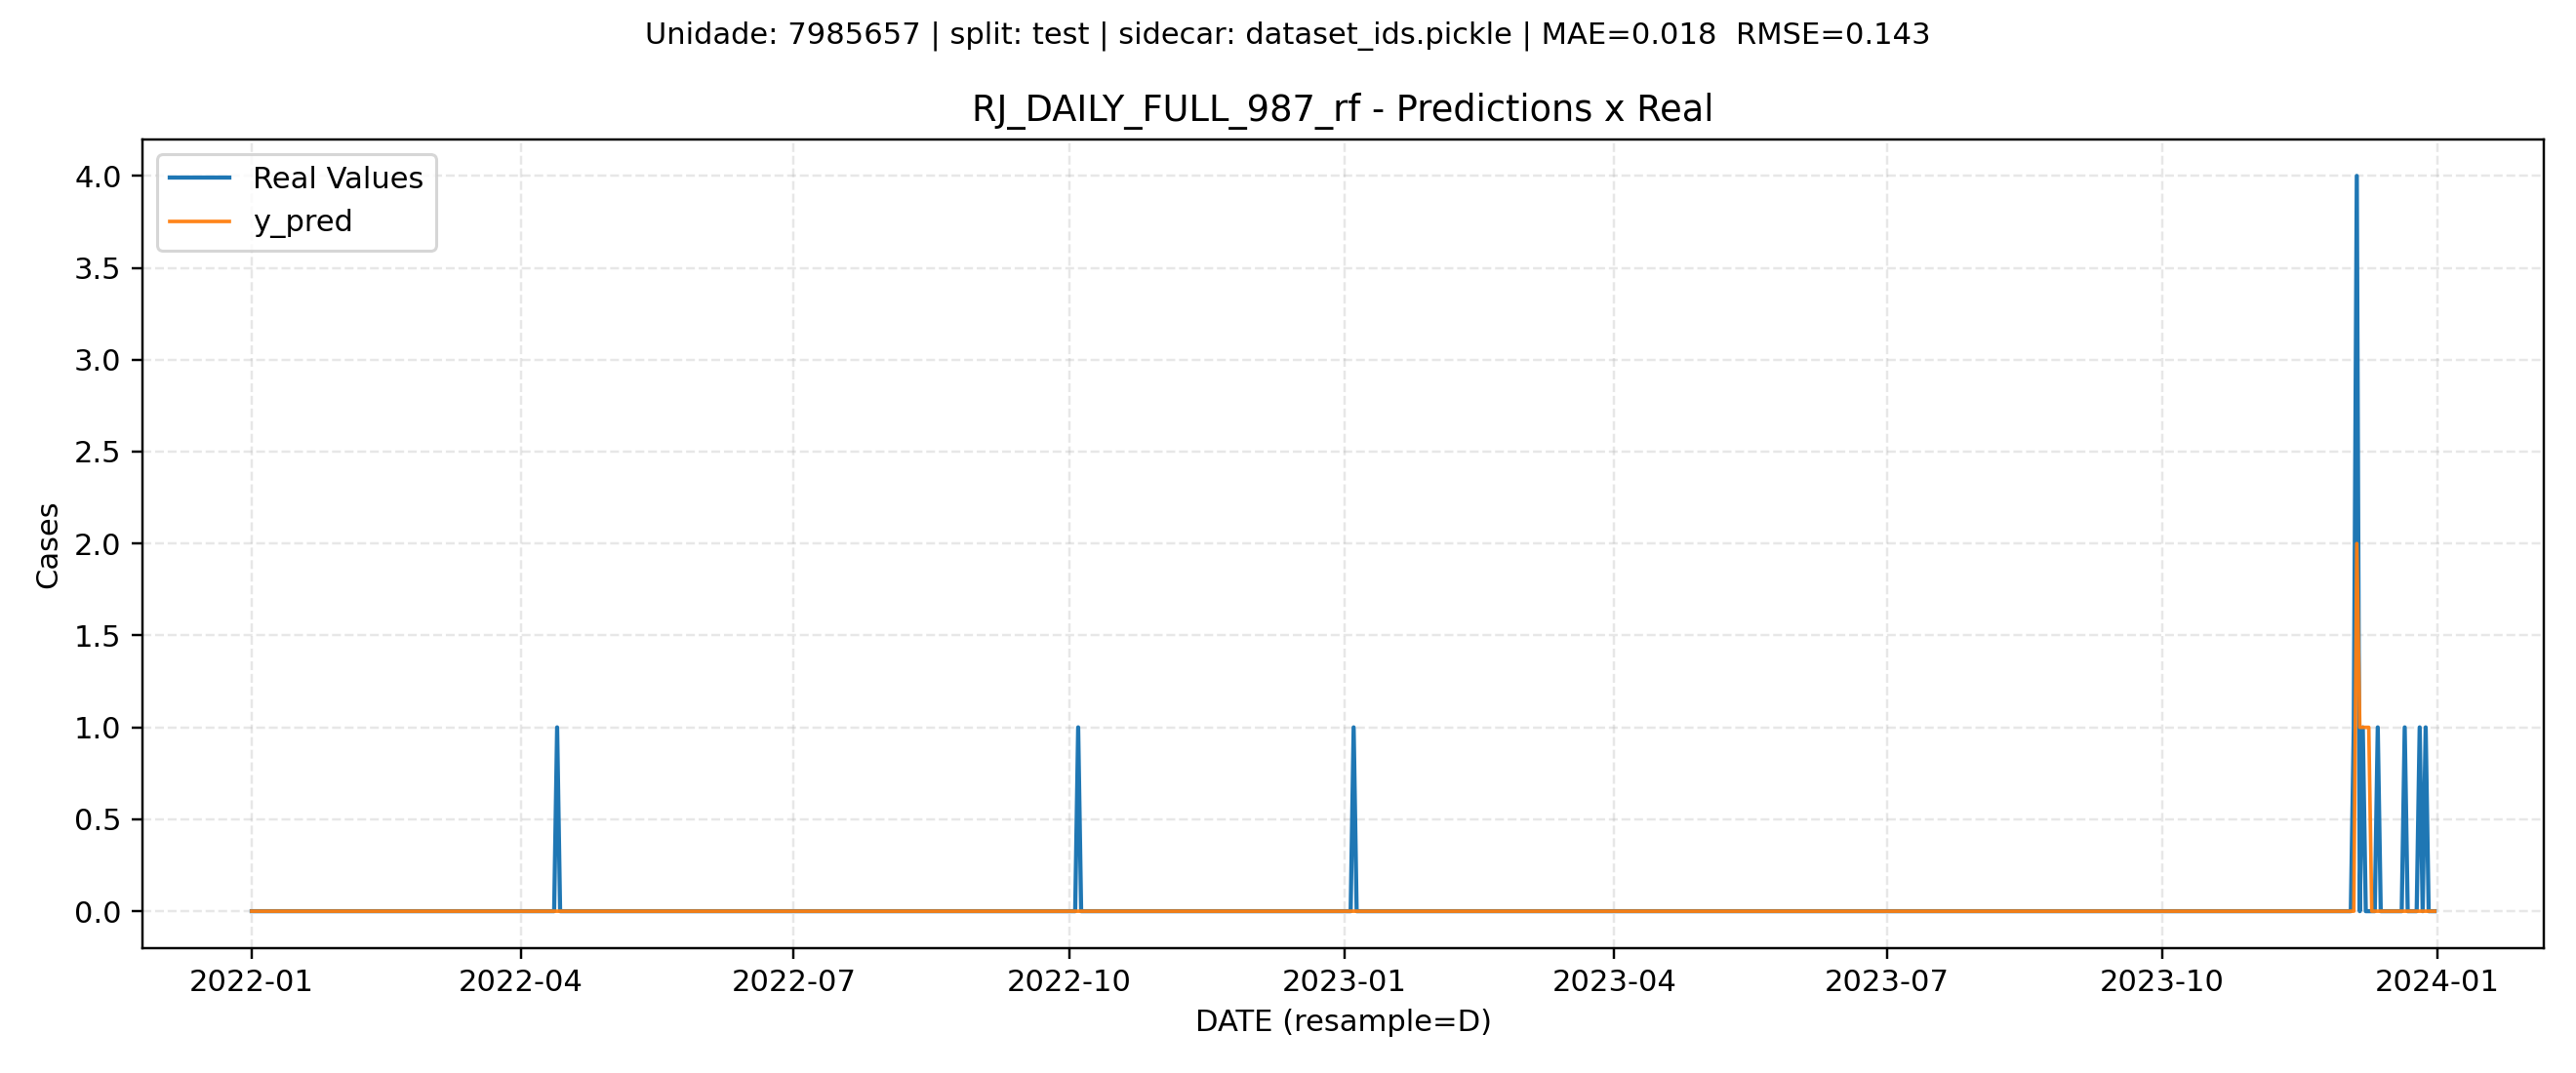 Unidade: 7985657 | split: test | sidecar: dataset_ids.pickle | MAE=0.018  RMSE=0.143
RJ_DAILY_FULL_987_rf - Predictions x Real
Real Values
y_pred
4.0
3.5
3.0
2.5
2.0
1.5
1.0
0.5
0.0
Cases
2022-01 2022-04 2022-07 2022-10 2023-01 2023-04 2023-07 2023-10 2024-01
DATE (resample=D)